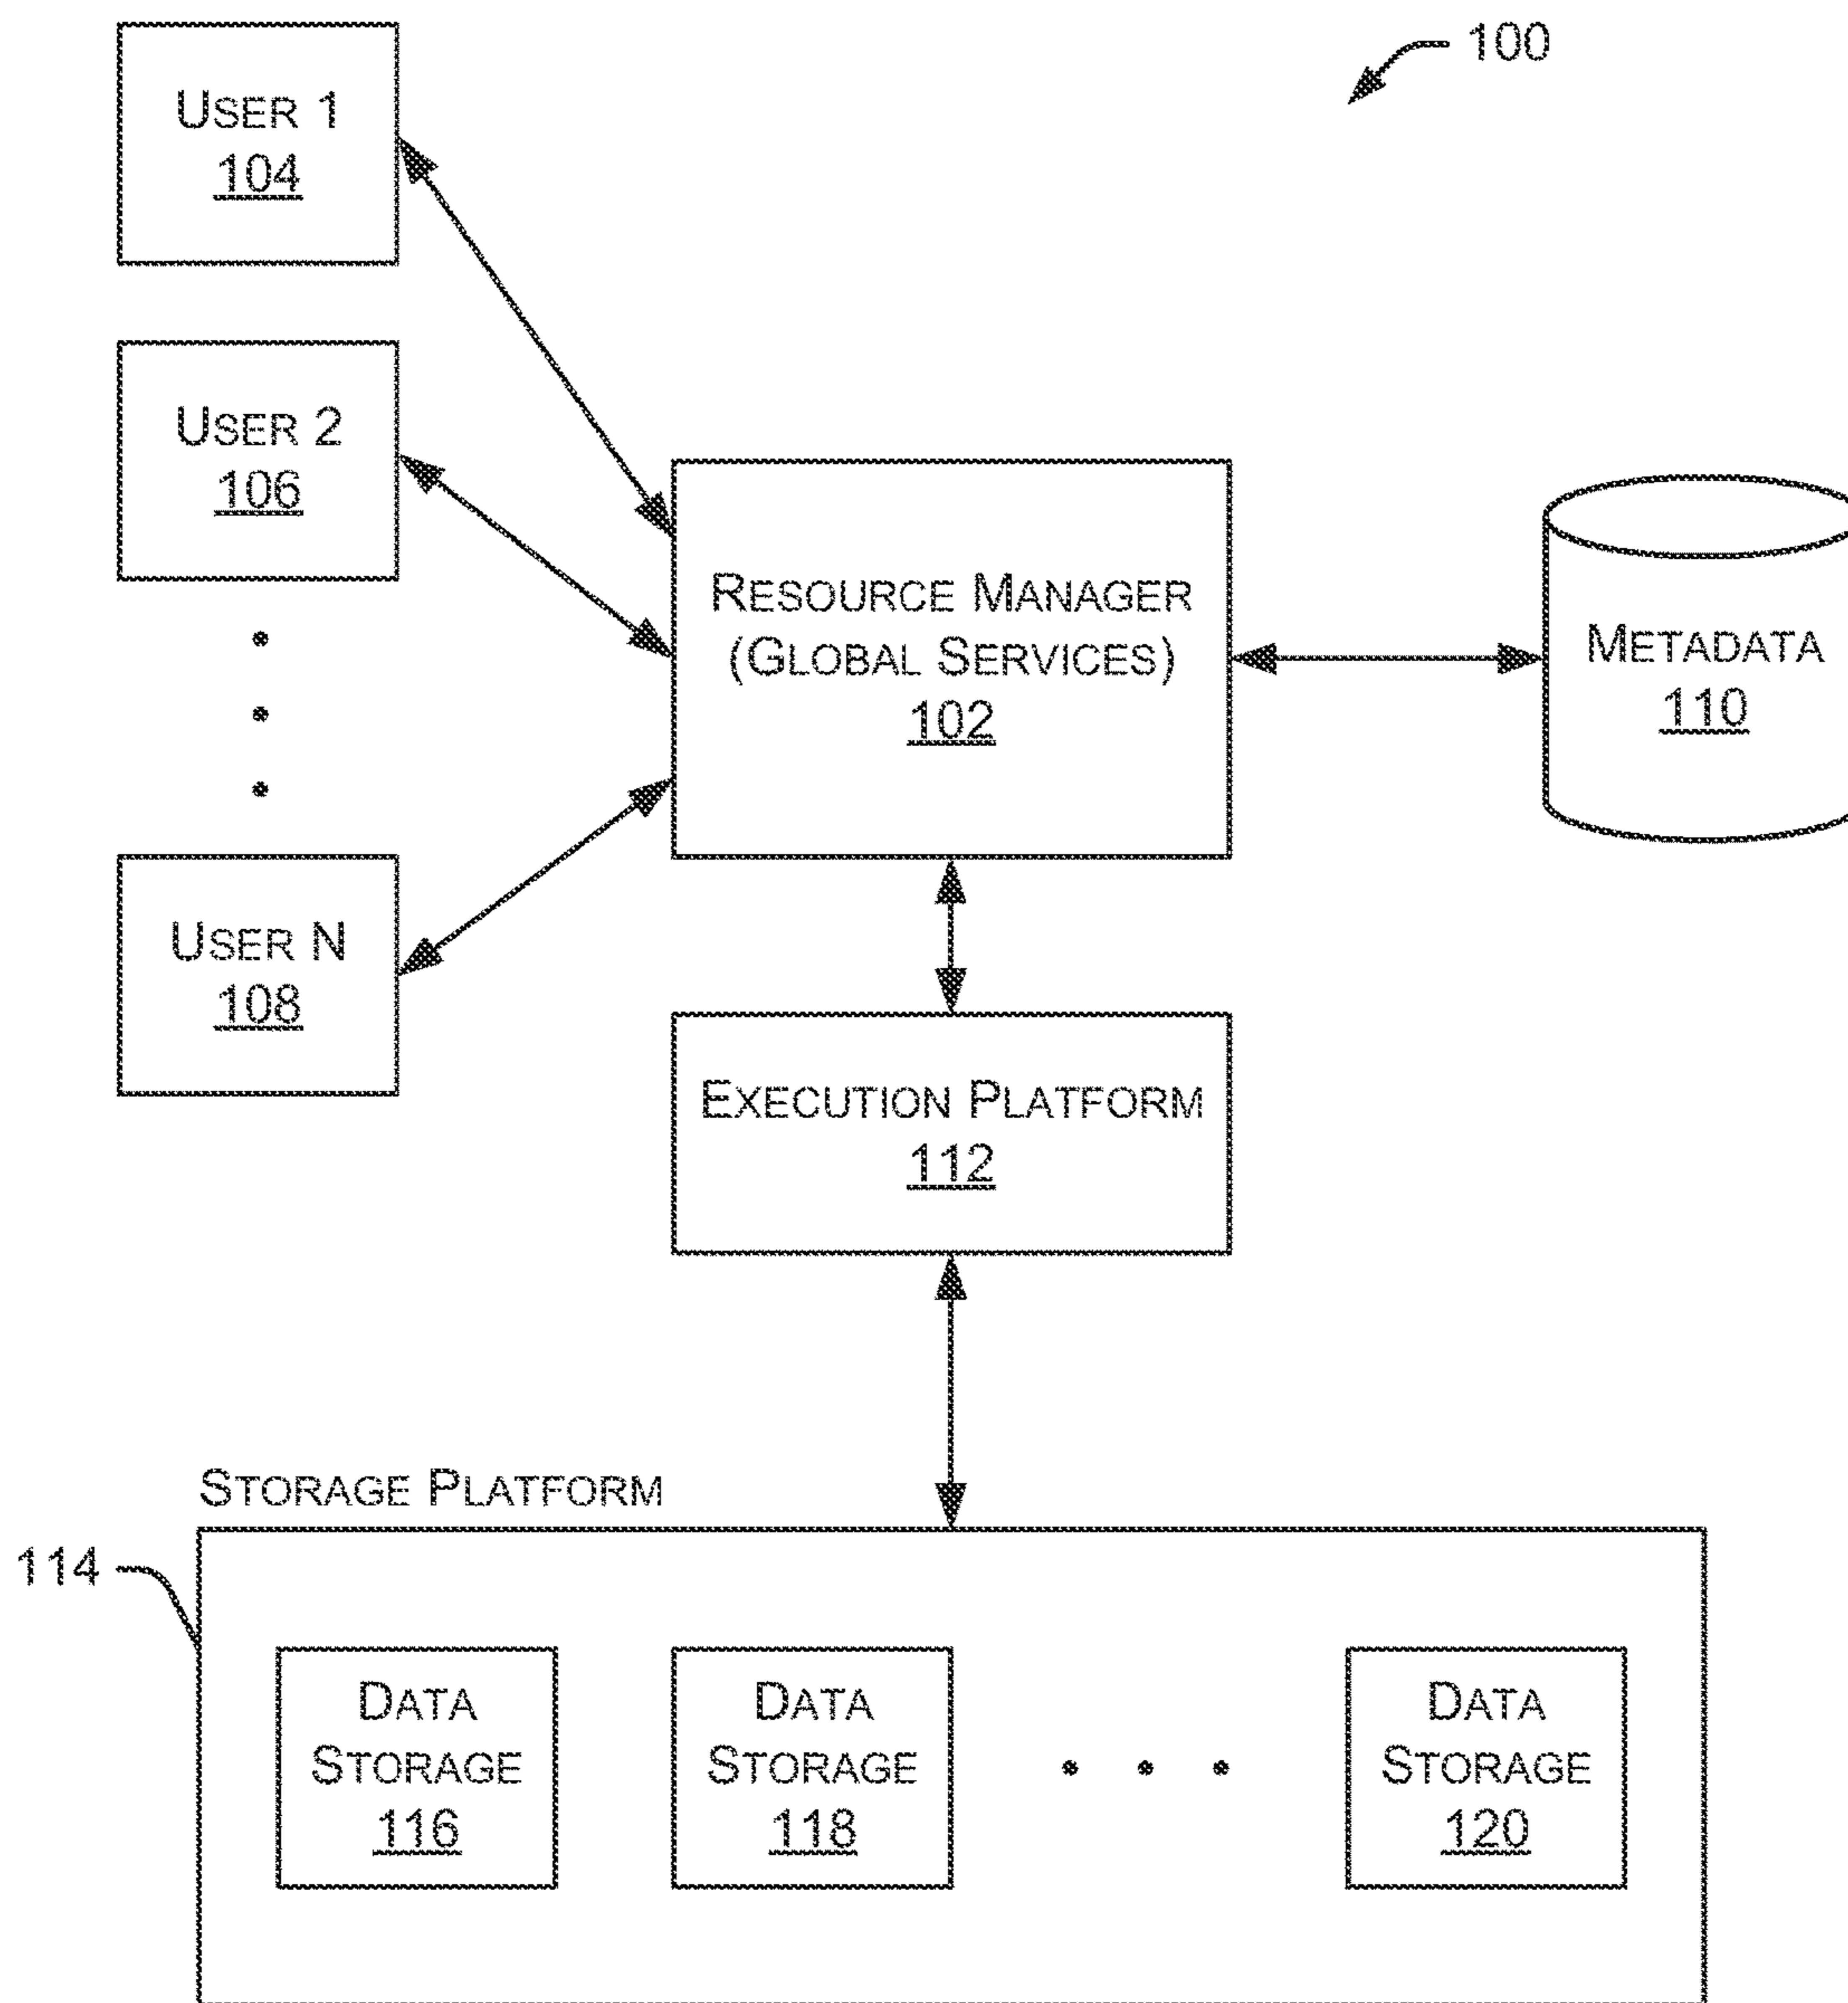 100
USER 1
104
USER 2
106
RESOURCE MANAGER
(GLOBAL SERVICES)
102
METADATA
110
USER N
108
EXECUTION PLATFORM
112
STORAGE PLATFORM
114
DATA
STORAGE
116
DATA
STORAGE
118
DATA
STORAGE
120